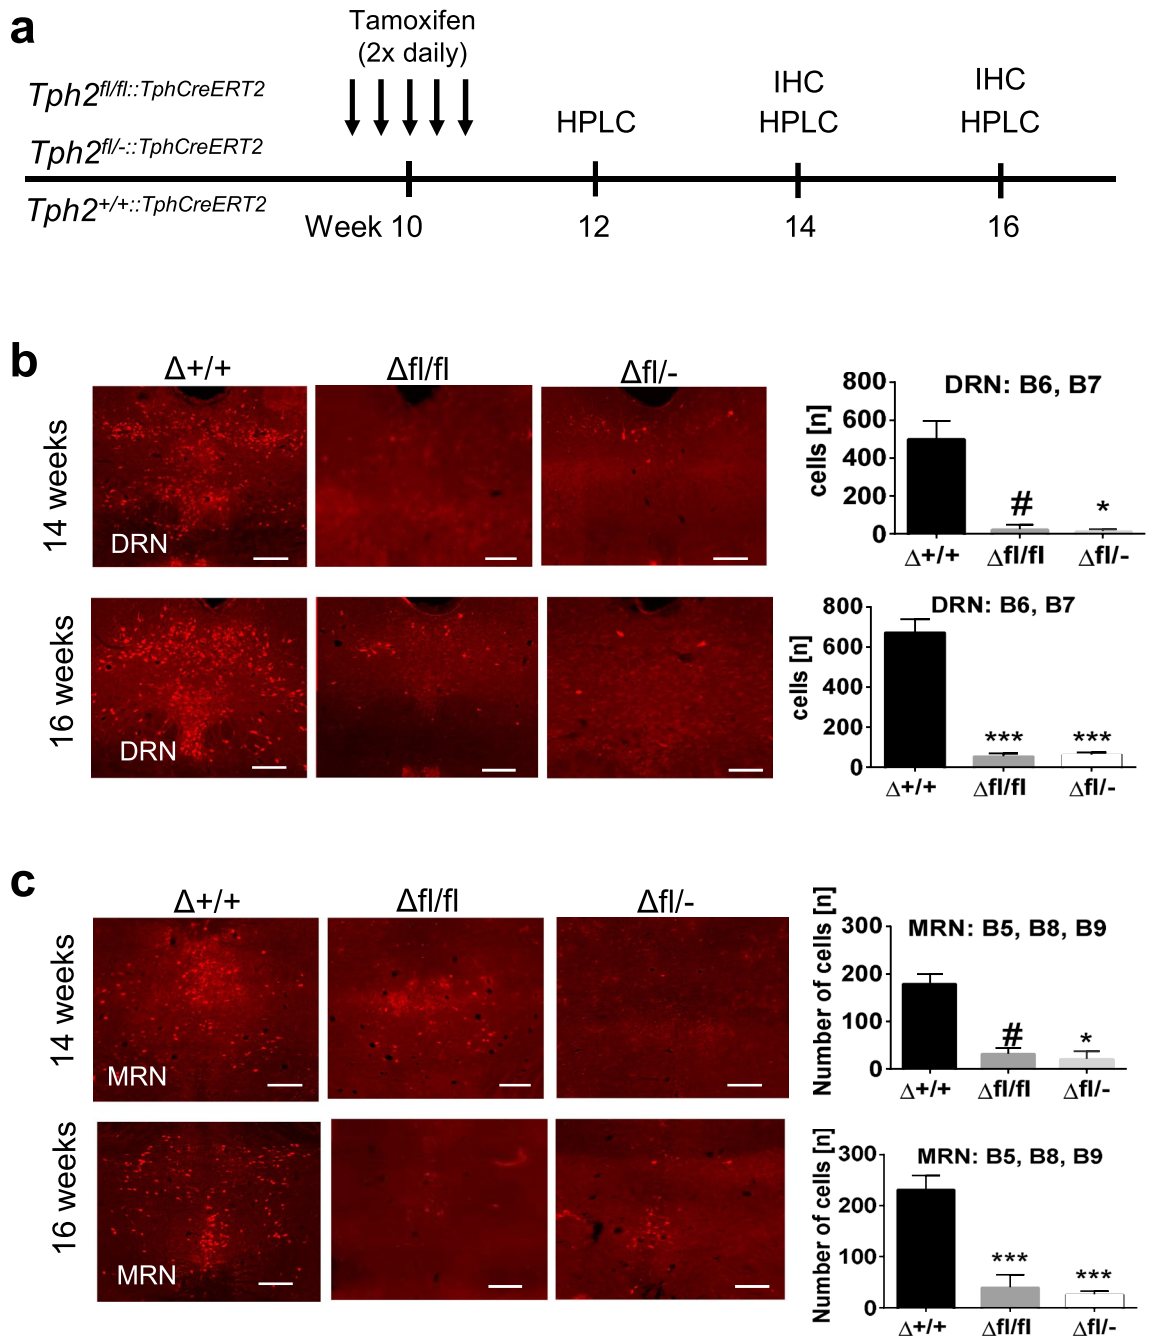 a
Tamoxifen
(2x daily)
Tph2fl/fl::TphCreERT2
IHC
IHC
HPLC
HPLC
HPLC
Tph2fl/-::TphCreERT2
Tph2+/+::TphCreERT2
Week 10
12
14
16
b
Δ+/+
Δfl/fl
Δfl/-
14 weeks
DRN
DRN: B6, B7
cells [n]
800
600
400
200
0
#
*
Δ+/+
Δfl/fl
Δfl/-
16 weeks
DRN
DRN: B6, B7
cells [n]
800
600
400
200
0
***
***
Δ+/+
Δfl/fl
Δfl/-
c
Δ+/+
Δfl/fl
Δfl/-
14 weeks
MRN
MRN: B5, B8, B9
Number of cells [n]
300
200
100
0
#
*
Δ+/+
Δfl/fl
Δfl/-
16 weeks
MRN
MRN: B5, B8, B9
Number of cells [n]
300
200
100
0
***
***
Δ+/+
Δfl/fl
Δfl/-